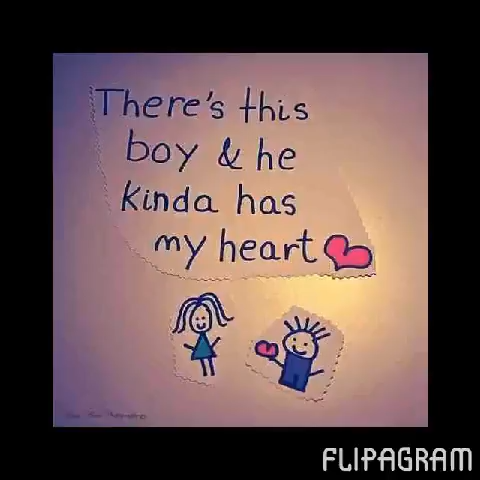 There's this
boy & he
kinda has
my heart
FLIPAGRAM